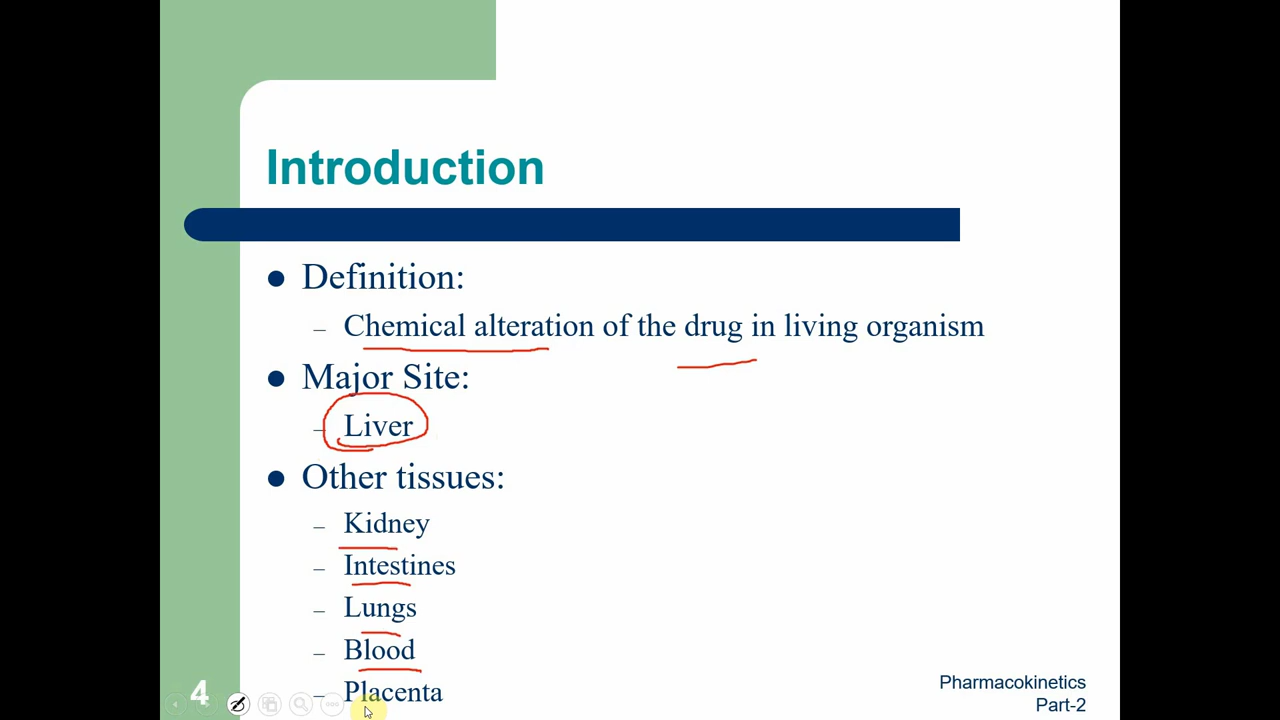 Introduction
Definition:
– Chemical alteration of the drug in living organism
Major Site:
– Liver
Other tissues:
– Kidney
– Intestines
– Lungs
– Blood
– Placenta
4
Pharmacokinetics
Part-2